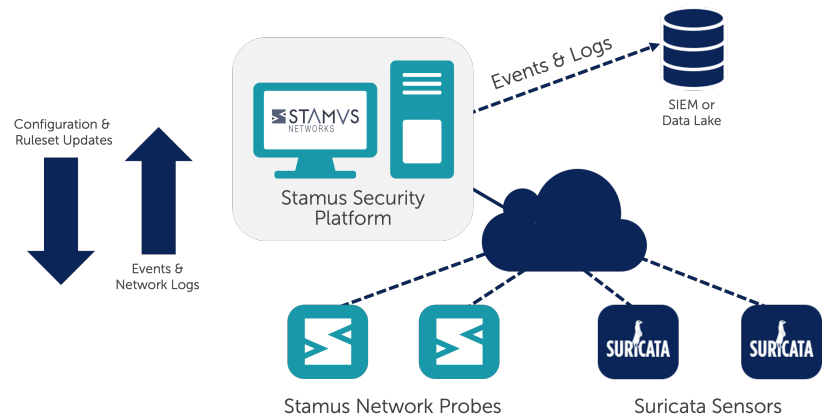 Events & Logs
SIEM or
Data Lake
STAMVS
NETWORKS
Configuration &
Ruleset Updates
Stamus Security
Platform
Events &
Network Logs
SURICATA
SURICATA
Stamus Network Probes
Suricata Sensors